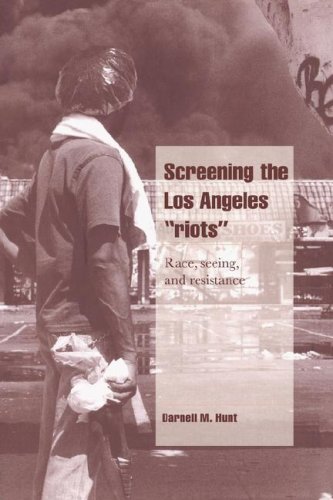 Screening the
Los Angeles
"riots"
SHOES
Race, seeing,
and resistance
Darnell M. Hunt